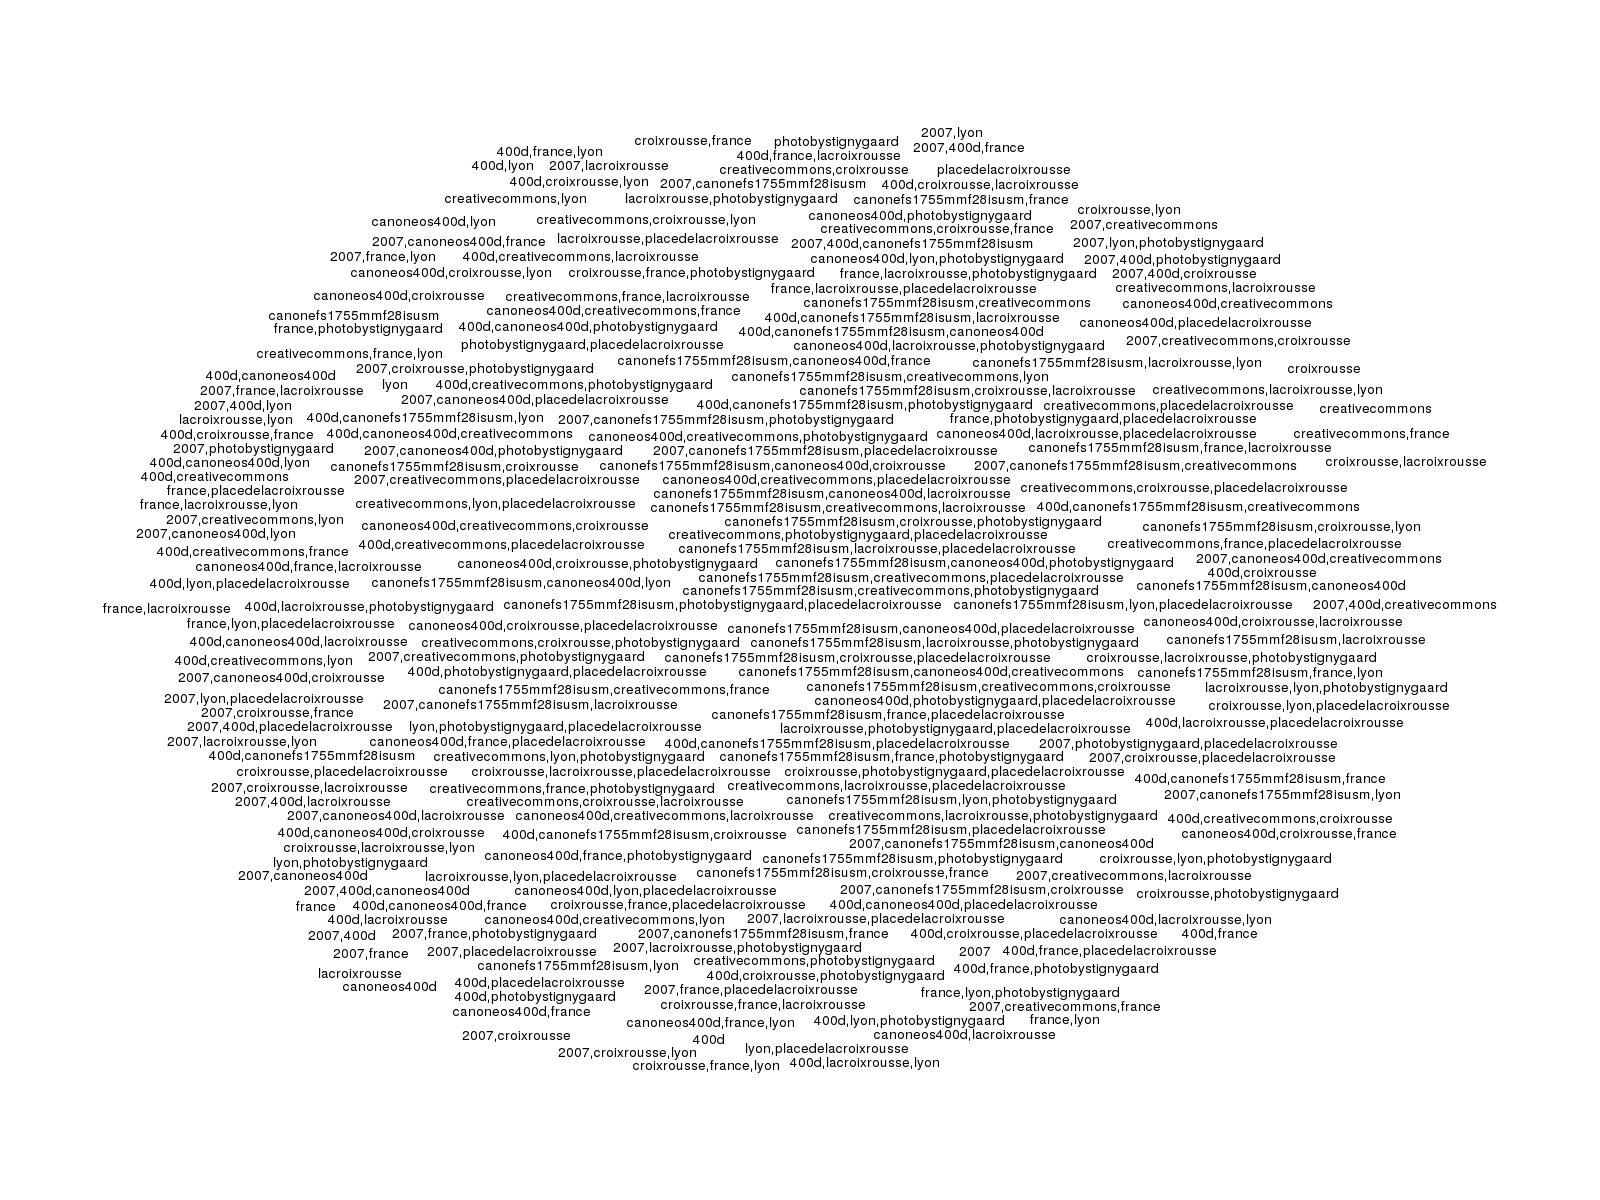 2007,lyon
croixrousse,france photobystignygaard
400d,france,lyon 400d,france,lacroixrousse 2007,400d,france
400d,lyon 2007,lacroixrousse creativecommons,croixrousse placedelacroixrousse
400d,croixrousse,lyon 2007,canonefs1755mmf28isusm 400d,croixrousse,lacroixrousse
creativecommons,lyon lacroixrousse,photobystignygaard canonefs1755mmf28isusm,france
croixrousse,lyon
canoneos400d,lyon creativecommons,croixrousse,lyon canoneos400d,photobystignygaard
creativecommons,croixrousse,france 2007,creativecommons
2007,canoneos400d,france lacroixrousse,placedelacroixrousse 2007,400d,canonefs1755mmf28isusm 2007,lyon,photobystignygaard
2007,france,lyon 400d,creativecommons,lacroixrousse canoneos400d,lyon,photobystignygaard 2007,400d,photobystignygaard
canoneos400d,croixrousse,lyon croixrousse,france,photobystignygaard france,lacroixrousse,photobystignygaard 2007,400d,croixrousse
france,lacroixrousse,placedelacroixrousse creativecommons,lacroixrousse
canoneos400d,croixrousse creativecommons,france,lacroixrousse canonefs1755mmf28isusm,creativecommons canoneos400d,creativecommons
canonefs1755mmf28isusm canoneos400d,creativecommons,france 400d,canonefs1755mmf28isusm,lacroixrousse
france,photobystignygaard 400d,canoneos400d,photobystignygaard 400d,canonefs1755mmf28isusm,canoneos400d canoneos400d,placedelacroixrousse
photobystignygaard,placedelacroixrousse canoneos400d,lacroixrousse,photobystignygaard 2007,creativecommons,croixrousse
creativecommons,france,lyon canonefs1755mmf28isusm,canoneos400d,france canonefs1755mmf28isusm,lacroixrousse,lyon
2007,croixrousse,photobystignygaard croixrousse
400d,canoneos400d canonefs1755mmf28isusm,creativecommons,lyon
2007,france,lacroixrousse lyon 400d,creativecommons,photobystignygaard canonefs1755mmf28isusm,croixrousse,lacroixrousse creativecommons,lacroixrousse,lyon
2007,400d,lyon 2007,canoneos400d,placedelacroixrousse 400d,canonefs1755mmf28isusm,photobystignygaard creativecommons,placedelacroixrousse creativecommons
lacroixrousse,lyon 400d,canonefs1755mmf28isusm,lyon 2007,canonefs1755mmf28isusm,photobystignygaard france,photobystignygaard,placedelacroixrousse
400d,croixrousse,france 400d,canoneos400d,creativecommons canoneos400d,creativecommons,photobystignygaard canoneos400d,lacroixrousse,placedelacroixrousse creativecommons,france
2007,photobystignygaard 2007,canoneos400d,photobystignygaard 2007,canonefs1755mmf28isusm,placedelacroixrousse canonefs1755mmf28isusm,france,lacroixrousse
400d,canoneos400d,lyon canonefs1755mmf28isusm,croixrousse canonefs1755mmf28isusm,canoneos400d,croixrousse 2007,canonefs1755mmf28isusm,creativecommons croixrousse,lacroixrousse
400d,creativecommons 2007,creativecommons,placedelacroixrousse canoneos400d,creativecommons,placedelacroixrousse
france,placedelacroixrousse canonefs1755mmf28isusm,canoneos400d,lacroixrousse creativecommons,croixrousse,placedelacroixrousse
france,lacroixrousse,lyon creativecommons,lyon,placedelacroixrousse canonefs1755mmf28isusm,creativecommons,lacroixrousse 400d,canonefs1755mmf28isusm,creativecommons
2007,creativecommons,lyon canoneos400d,creativecommons,croixrousse canonefs1755mmf28isusm,croixrousse,photobystignygaard canonefs1755mmf28isusm,croixrousse,lyon
2007,canoneos400d,lyon creativecommons,photobystignygaard,placedelacroixrousse
400d,creativecommons,france 400d,creativecommons,placedelacroixrousse canonefs1755mmf28isusm,lacroixrousse,placedelacroixrousse creativecommons,france,placedelacroixrousse
canoneos400d,france,lacroixrousse canoneos400d,croixrousse,photobystignygaard canonefs1755mmf28isusm,canoneos400d,photobystignygaard 2007,canoneos400d,creativecommons
400d,lyon,placedelacroixrousse canonefs1755mmf28isusm,canoneos400d,lyon canonefs1755mmf28isusm,creativecommons,placedelacroixrousse 400d,croixrousse
canonefs1755mmf28isusm,creativecommons,photobystignygaard canonefs1755mmf28isusm,canoneos400d
france,lacroixrousse 400d,lacroixrousse,photobystignygaard canonefs1755mmf28isusm,photobystignygaard,placedelacroixrousse canonefs1755mmf28isusm,lyon,placedelacroixrousse 2007,400d,creativecommons
france,lyon,placedelacroixrousse canoneos400d,croixrousse,placedelacroixrousse canonefs1755mmf28isusm,canoneos400d,placedelacroixrousse canoneos400d,croixrousse,lacroixrousse
400d,canoneos400d,lacroixrousse creativecommons,croixrousse,photobystignygaard canonefs1755mmf28isusm,lacroixrousse,photobystignygaard canonefs1755mmf28isusm,lacroixrousse
400d,creativecommons,lyon 2007,creativecommons,photobystignygaard canonefs1755mmf28isusm,croixrousse,placedelacroixrousse croixrousse,lacroixrousse,photobystignygaard
2007,canoneos400d,croixrousse 400d,photobystignygaard,placedelacroixrousse canonefs1755mmf28isusm,canoneos400d,creativecommons canonefs1755mmf28isusm,france,lyon
canonefs1755mmf28isusm,creativecommons,france canonefs1755mmf28isusm,creativecommons,croixrousse lacroixrousse,lyon,photobystignygaard
2007,lyon,placedelacroixrousse 2007,canonefs1755mmf28isusm,lacroixrousse canoneos400d,photobystignygaard,placedelacroixrousse croixrousse,lyon,placedelacroixrousse
2007,croixrousse,france canonefs1755mmf28isusm,france,placedelacroixrousse
2007,400d,placedelacroixrousse lyon,photobystignygaard,placedelacroixrousse lacroixrousse,photobystignygaard,placedelacroixrousse 400d,lacroixrousse,placedelacroixrousse
2007,lacroixrousse,lyon canoneos400d,france,placedelacroixrousse 400d,canonefs1755mmf28isusm,placedelacroixrousse 2007,photobystignygaard,placedelacroixrousse
400d,canonefs1755mmf28isusm creativecommons,lyon,photobystignygaard canonefs1755mmf28isusm,france,photobystignygaard 2007,croixrousse,placedelacroixrousse
croixrousse,placedelacroixrousse croixrousse,lacroixrousse,placedelacroixrousse croixrousse,photobystignygaard,placedelacroixrousse 400d,canonefs1755mmf28isusm,france
2007,croixrousse,lacroixrousse creativecommons,france,photobystignygaard creativecommons,lacroixrousse,placedelacroixrousse
2007,400d,lacroixrousse creativecommons,croixrousse,lacroixrousse canonefs1755mmf28isusm,lyon,photobystignygaard 2007,canonefs1755mmf28isusm,lyon
2007,canoneos400d,lacroixrousse canoneos400d,creativecommons,lacroixrousse creativecommons,lacroixrousse,photobystignygaard 400d,creativecommons,croixrousse
400d,canoneos400d,croixrousse 400d,canonefs1755mmf28isusm,croixrousse canonefs1755mmf28isusm,placedelacroixrousse canoneos400d,croixrousse,france
croixrousse,lacroixrousse,lyon 2007,canonefs1755mmf28isusm,canoneos400d
lyon,photobystignygaard canoneos400d,france,photobystignygaard canonefs1755mmf28isusm,photobystignygaard croixrousse,lyon,photobystignygaard
2007,canoneos400d lacroixrousse,lyon,placedelacroixrousse canonefs1755mmf28isusm,croixrousse,france 2007,creativecommons,lacroixrousse
2007,400d,canoneos400d canoneos400d,lyon,placedelacroixrousse 2007,canonefs1755mmf28isusm,croixrousse croixrousse,photobystignygaard
france 400d,canoneos400d,france croixrousse,france,placedelacroixrousse 400d,canoneos400d,placedelacroixrousse
400d,lacroixrousse canoneos400d,creativecommons,lyon 2007,lacroixrousse,placedelacroixrousse canoneos400d,lacroixrousse,lyon
2007,400d 2007,france,photobystignygaard 2007,canonefs1755mmf28isusm,france 400d,croixrousse,placedelacroixrousse 400d,france
2007,france 2007,placedelacroixrousse 2007,lacroixrousse,photobystignygaard 2007 400d,france,placedelacroixrousse
canonefs1755mmf28isusm,lyon creativecommons,photobystignygaard 400d,france,photobystignygaard
lacroixrousse 400d,croixrousse,photobystignygaard
canoneos400d 400d,placedelacroixrousse 2007,france,placedelacroixrousse
400d,photobystignygaard france,lyon,photobystignygaard
canoneos400d,france croixrousse,france,lacroixrousse 2007,creativecommons,france
canoneos400d,france,lyon 400d,lyon,photobystignygaard france,lyon
2007,croixrousse 400d canoneos400d,lacroixrousse
2007,croixrousse,lyon lyon,placedelacroixrousse
croixrousse,france,lyon 400d,lacroixrousse,lyon